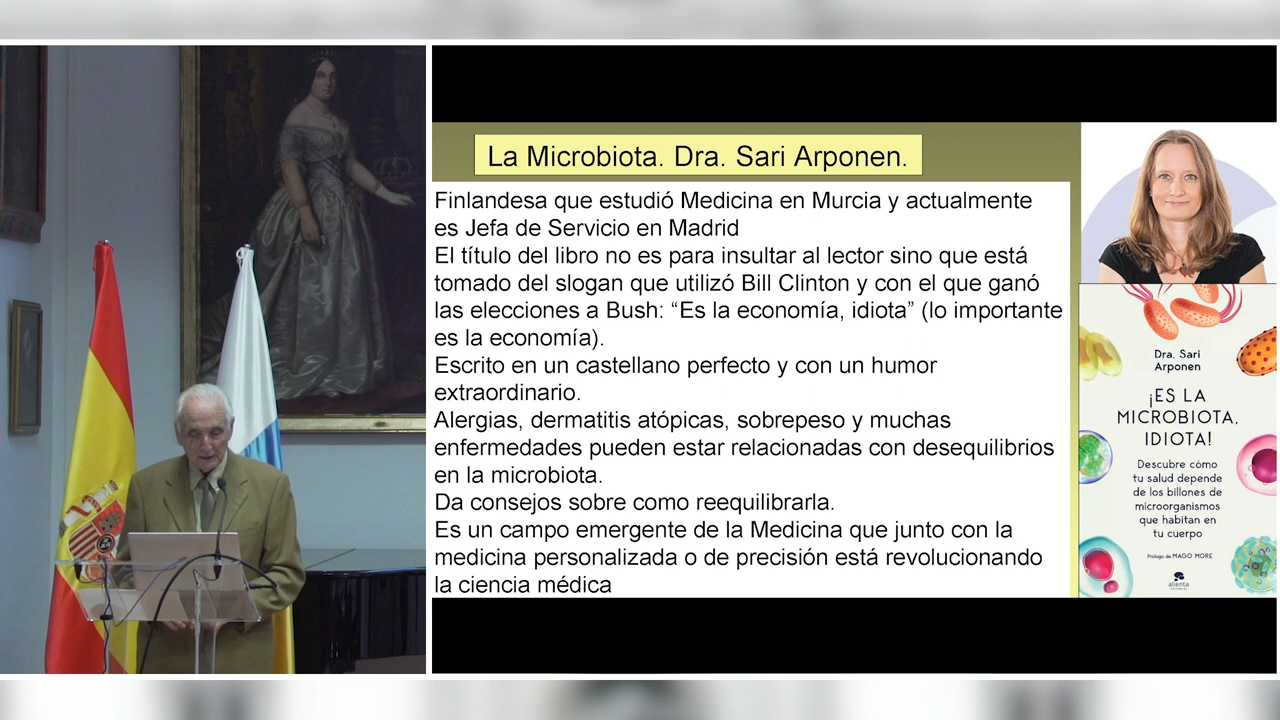 La Microbiota. Dra. Sari Arponen.
Finlandesa que estudió Medicina en Murcia y actualmente
es Jefa de Servicio en Madrid
El título del libro no es para insultar al lector sino que está
tomado del slogan que utilizó Bill Clinton y con el que ganó
las elecciones a Bush: “Es la economía, idiota” (lo importante
es la economía).
Escrito en un castellano perfecto y con un humor
extraordinario.
Alergias, dermatitis atópicas, sobrepeso y muchas
enfermedades pueden estar relacionadas con desequilibrios
en la microbiota.
Da consejos sobre como reequilibrarla.
Es un campo emergente de la Medicina que junto con la
medicina personalizada o de precisión está revolucionando
la ciencia médica
Dra. Sari
Arponen
¡ES LA
MICROBIOTA,
IDIOTA!
Descubre cómo
tu salud depende
de los billones de
microorganismos
que habitan en
tu cuerpo
Prólogo de MAGO MORE
alienta